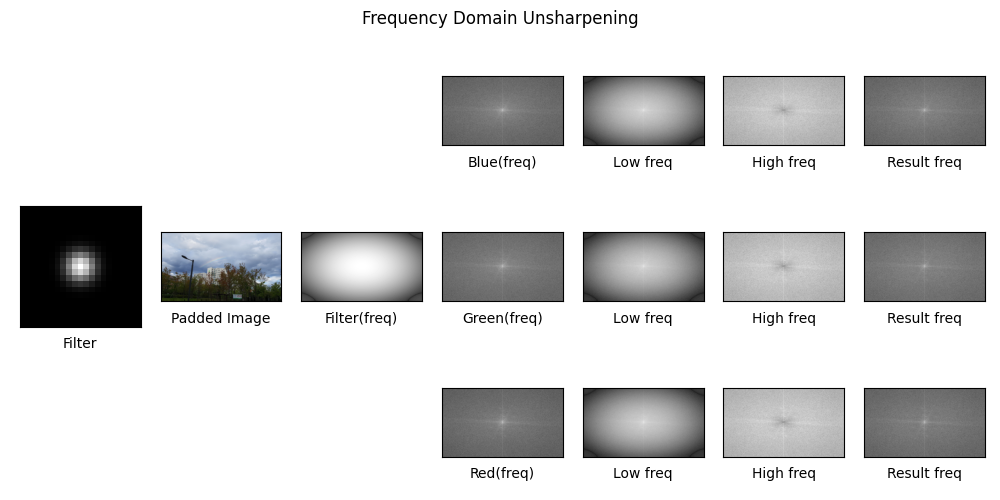 Frequency Domain Unsharpening
Blue(freq)
Low freq
High freq
Result freq
Filter
Padded Image
Filter(freq)
Green(freq)
Low freq
High freq
Result freq
Red(freq)
Low freq
High freq
Result freq